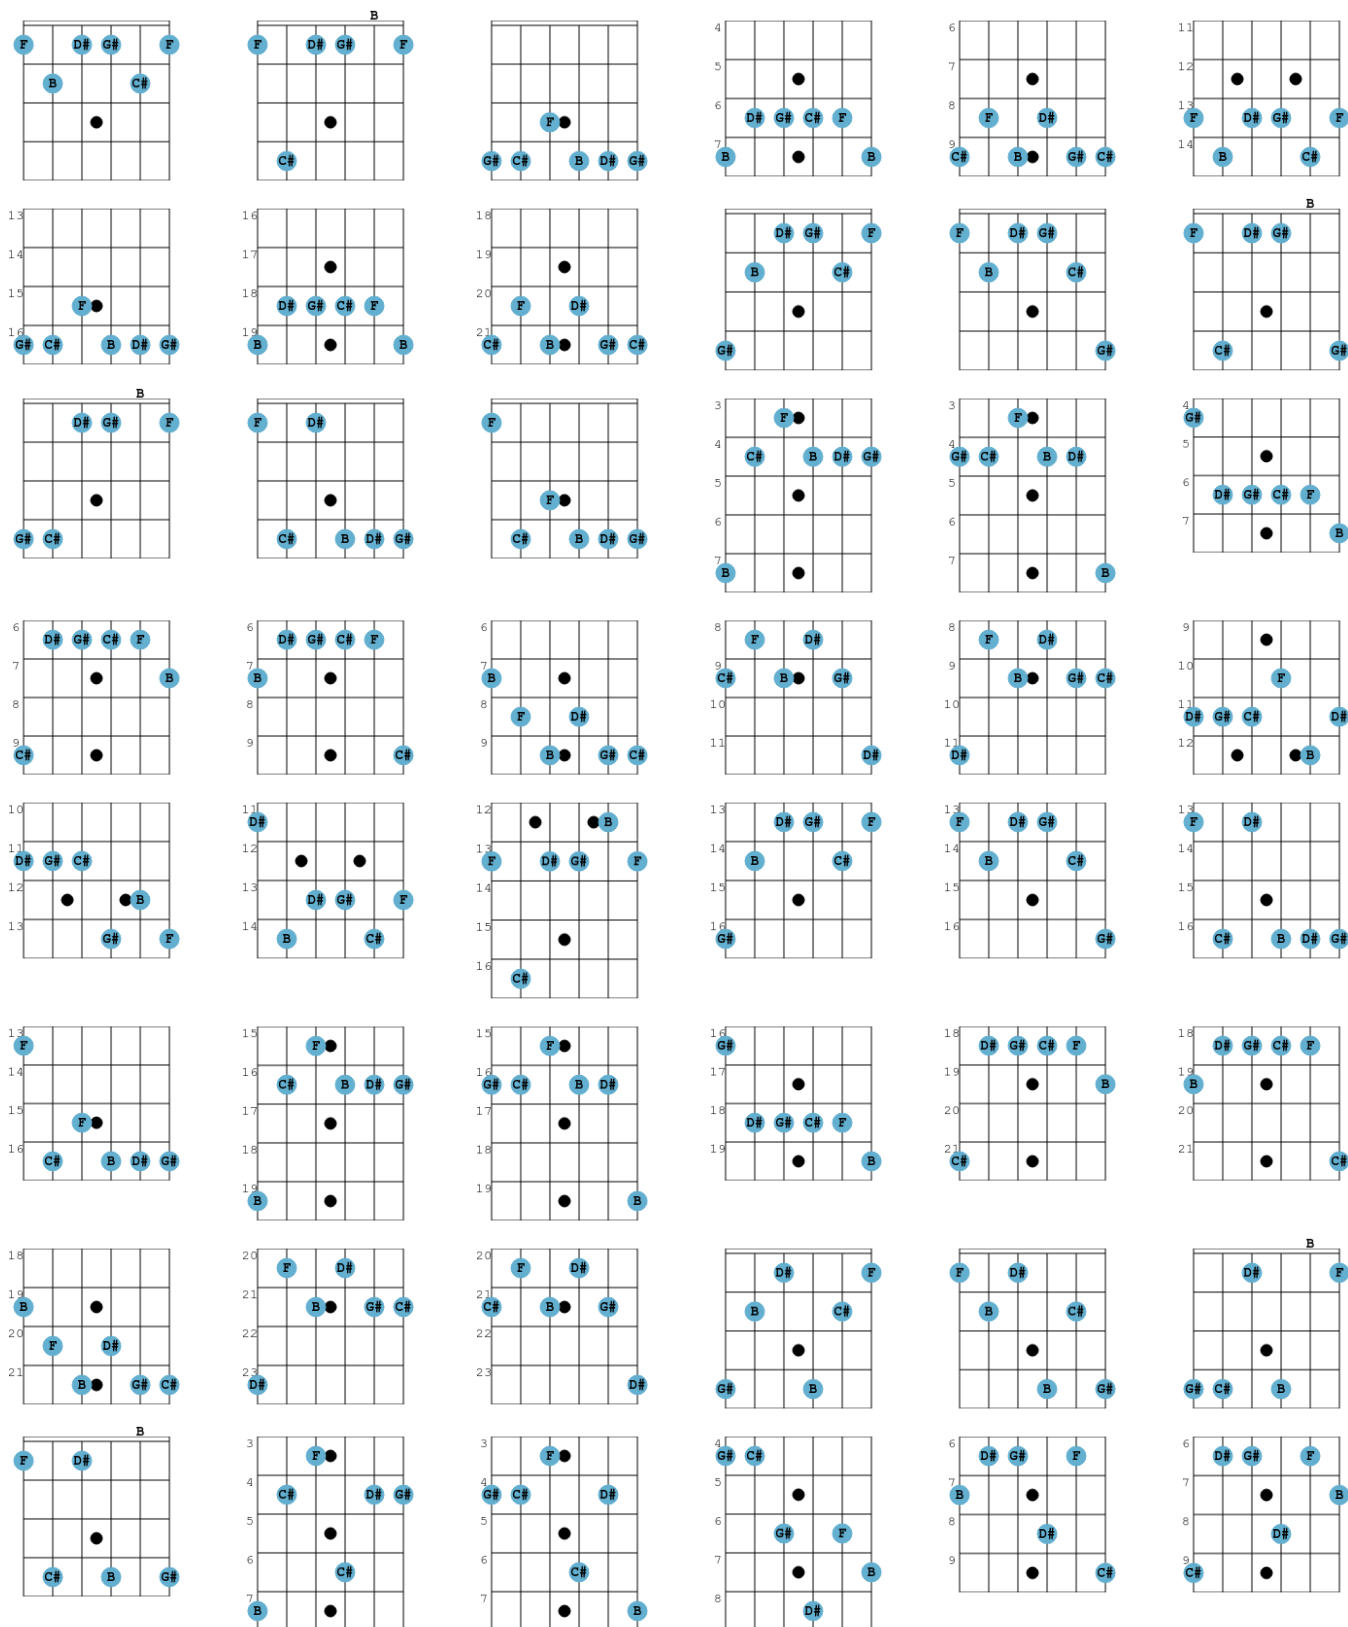 B
F D# G# F
B C#
F D# G# F
C#
F
G# C# B D# G#
4
5
6
7
D# G# C# F
B B
6
7
8
9
F D#
C# B G# C#
11
12
13
14
F D# G# F
B C#
13
14
15
16
F
G# C# B D# G#
16
17
18
19
D# G# C# F
B B
18
19
20
21
F D#
C# B G# C#
D# G# F
B C#
G#
F D# G#
B C#
G#
B
F D# G#
C# G#
B
D# G# F
G# C#
F D#
C# B D# G#
F
F
C# B D# G#
3
4
5
6
7
F
C# B D# G#
B
3
4
5
6
7
F
G# C# B D#
B
4
5
6
7
G#
D# G# C# F
B
6
7
8
9
D# G# C# F
B
C#
6
7
8
9
D# G# C# F
B
C#
6
7
8
9
B
F D#
B G# C#
8
9
10
11
F D#
C# B G#
D#
8
9
10
11
F D#
B G# C#
D#
9
10
11
12
F
D# G# C# D#
B
10
11
12
13
D# G# C#
B
G# F
11
12
13
14
D#
D# G# F
B C#
12
13
14
15
16
B
F D# G# F
C#
13
14
15
16
D# G# F
B C#
G#
13
14
15
16
F D# G#
B C#
G#
13
14
15
16
F D#
C# B D# G#
13
14
15
16
F
F
C# B D# G#
15
16
17
18
19
F
C# B D# G#
B
15
16
17
18
19
F
G# C# B D#
B
16
17
18
19
G#
D# G# C# F
B
18
19
20
21
D# G# C# F
B
C#
18
19
20
21
D# G# C# F
B
C#
18
19
20
21
B
F D#
B G# C#
20
21
22
23
F D#
B G# C#
D#
20
21
22
23
F D#
C# B G#
D#
D# F
B C#
G# B
F D#
B C#
B G#
B
D# F
G# C# B
B
F D#
C# B G#
3
4
5
6
7
F
C# D# G#
C#
B
3
4
5
6
7
F
G# C# D#
C#
B
4
5
6
7
8
G# C#
G# F
B
D#
6
7
8
9
D# G# F
B
D#
C#
6
7
8
9
D# G# F
B
D#
C#